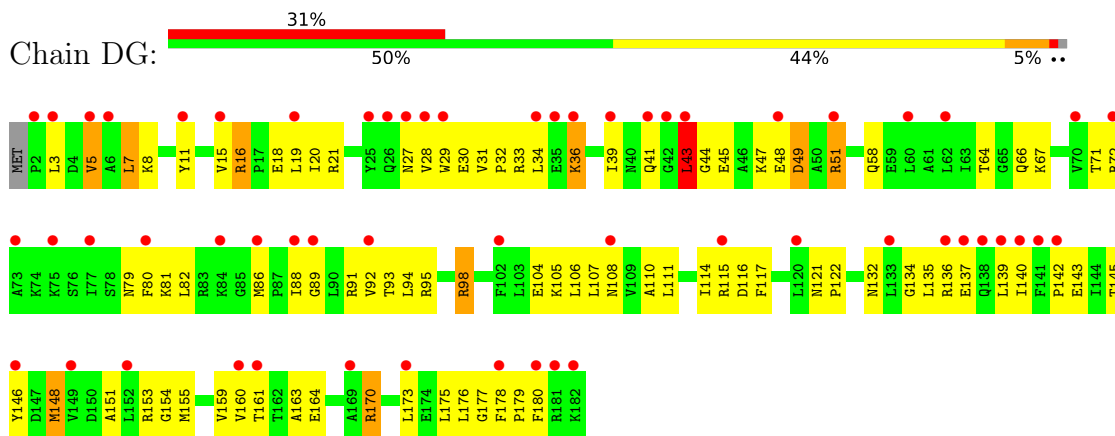 31%
Chain DG:
50% 44% 5% ..
MET P2 L3 D4 V5 A6 L7 K8 Y11 V15 R16 P17 E18 L19 I20 R21 Y25 Q26 N27 V28 W29 E30 V31 P32 R33 L34 E35 K36 I39 N40 Q41 G42 L43 G44 E45 A46 K47 E48 D49 A50 R51 Q58 E59 L60 A61 L62 I63 T64 G65 Q66 K67 V70 T71 R72
A73 K74 K75 S76 I77 S78 N79 F80 K81 L82 R83 K84 G85 M86 P87 I88 G89 L90 R91 V92 T93 L94 R95 R98 F102 L103 E104 K105 L106 L107 N108 V109 A110 L111 I114 R115 D116 F117 L120 N121 P122 N132 L133 G134 L135 R136 E137 Q138 L139 I140 F141 P142 E143 I144 T145
Y146 D147 M148 V149 D150 A151 L152 R153 G154 M155 V159 V160 T161 T162 A163 E164 A169 R170 L173 E174 L175 L176 G177 F178 P179 F180 R181 K182